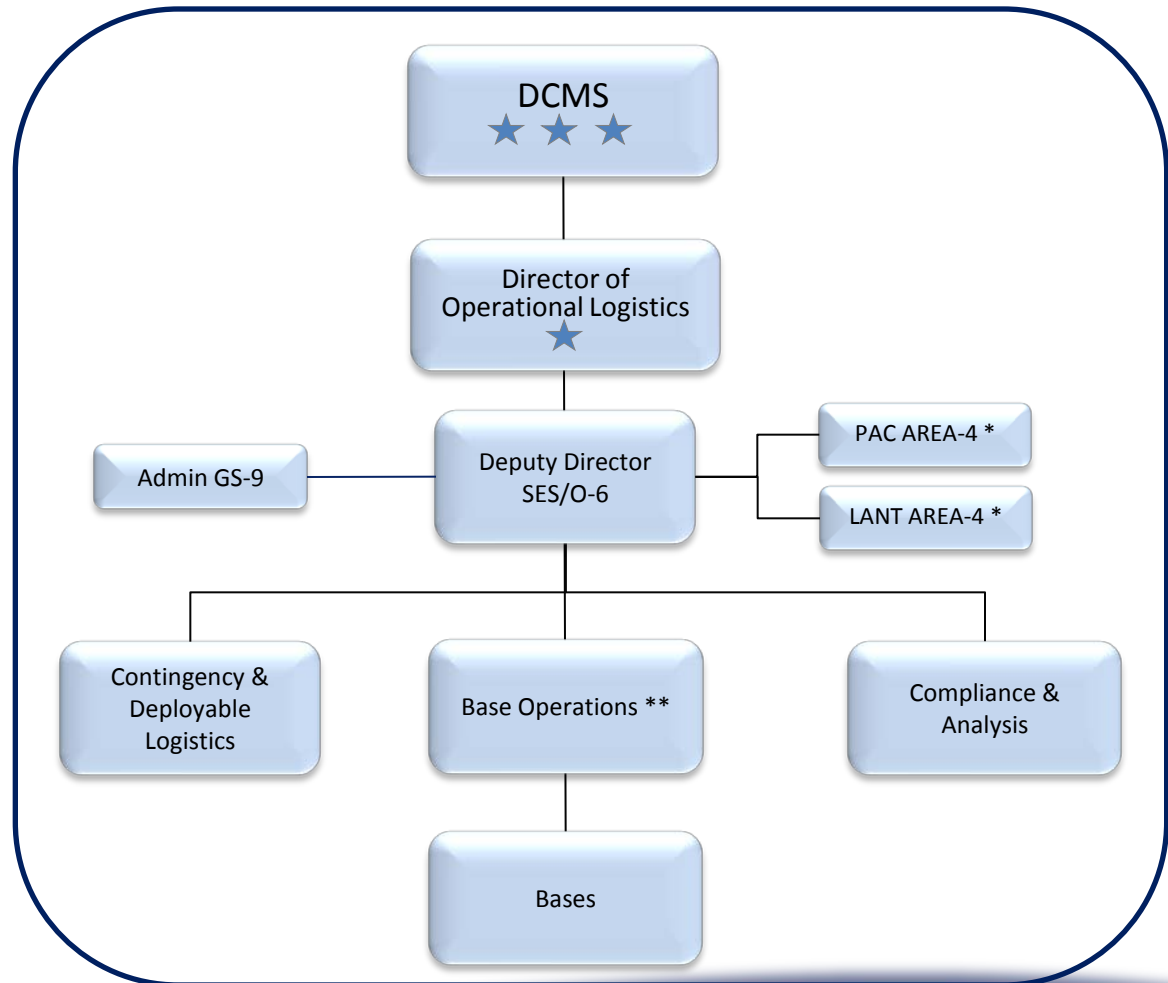 DCMS
Director of
Operational Logistics
Admin GS-9
Deputy Director
SES/O-6
PAC AREA-4 *
LANT AREA-4 *
Contingency &
Deployable
Logistics
Base Operations **
Compliance &
Analysis
Bases